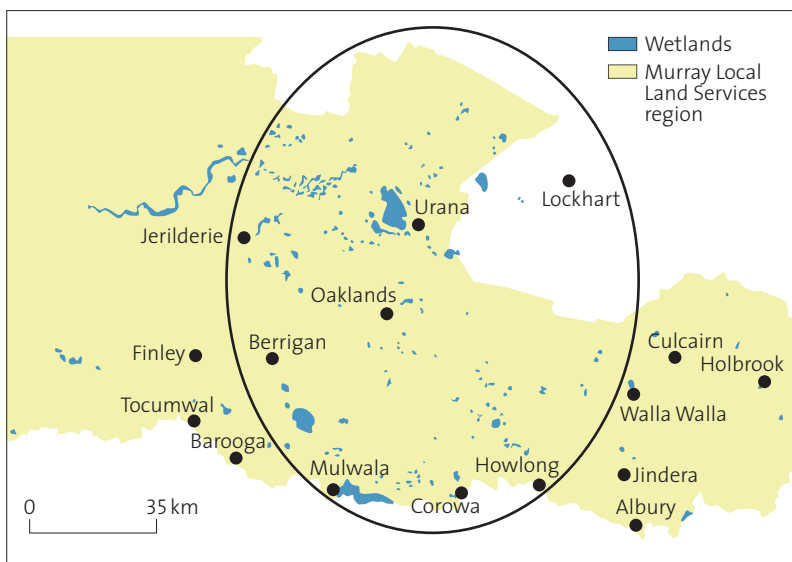 Wetlands
Murray Local
Land Services
region
Lockhart
Urana
Jerilderie
Oaklands
Finley
Berrigan
Culcairn
Holbrook
Tocumwal
Walla Walla
Barooga
Mulwala
Howlong
Jindera
Corowa
Albury
0 35 km